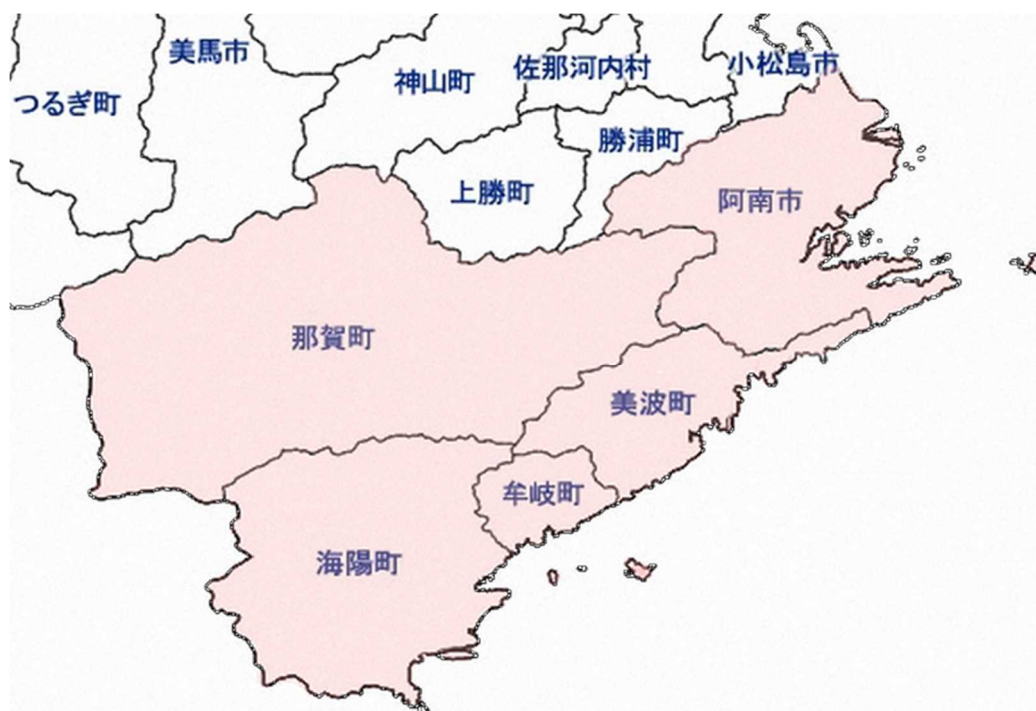 美馬市
佐那河内村
小松島市
神山町
つるぎ町
勝浦町
上勝町
阿南市
那賀町
美波町
牟岐町
海陽町